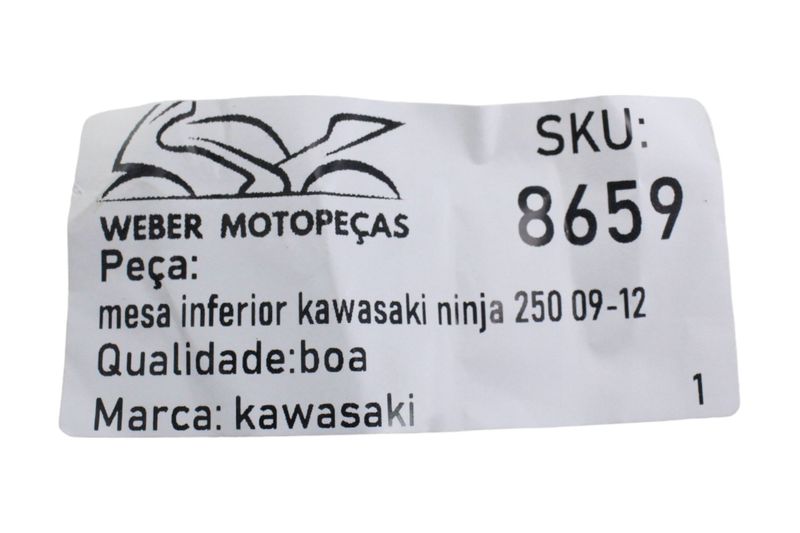 WEBER MOTOPEÇAS
SKU:
8659
Peça:
mesa inferior kawasaki ninja 250 09-12
Qualidade:boa
Marca: kawasaki
1